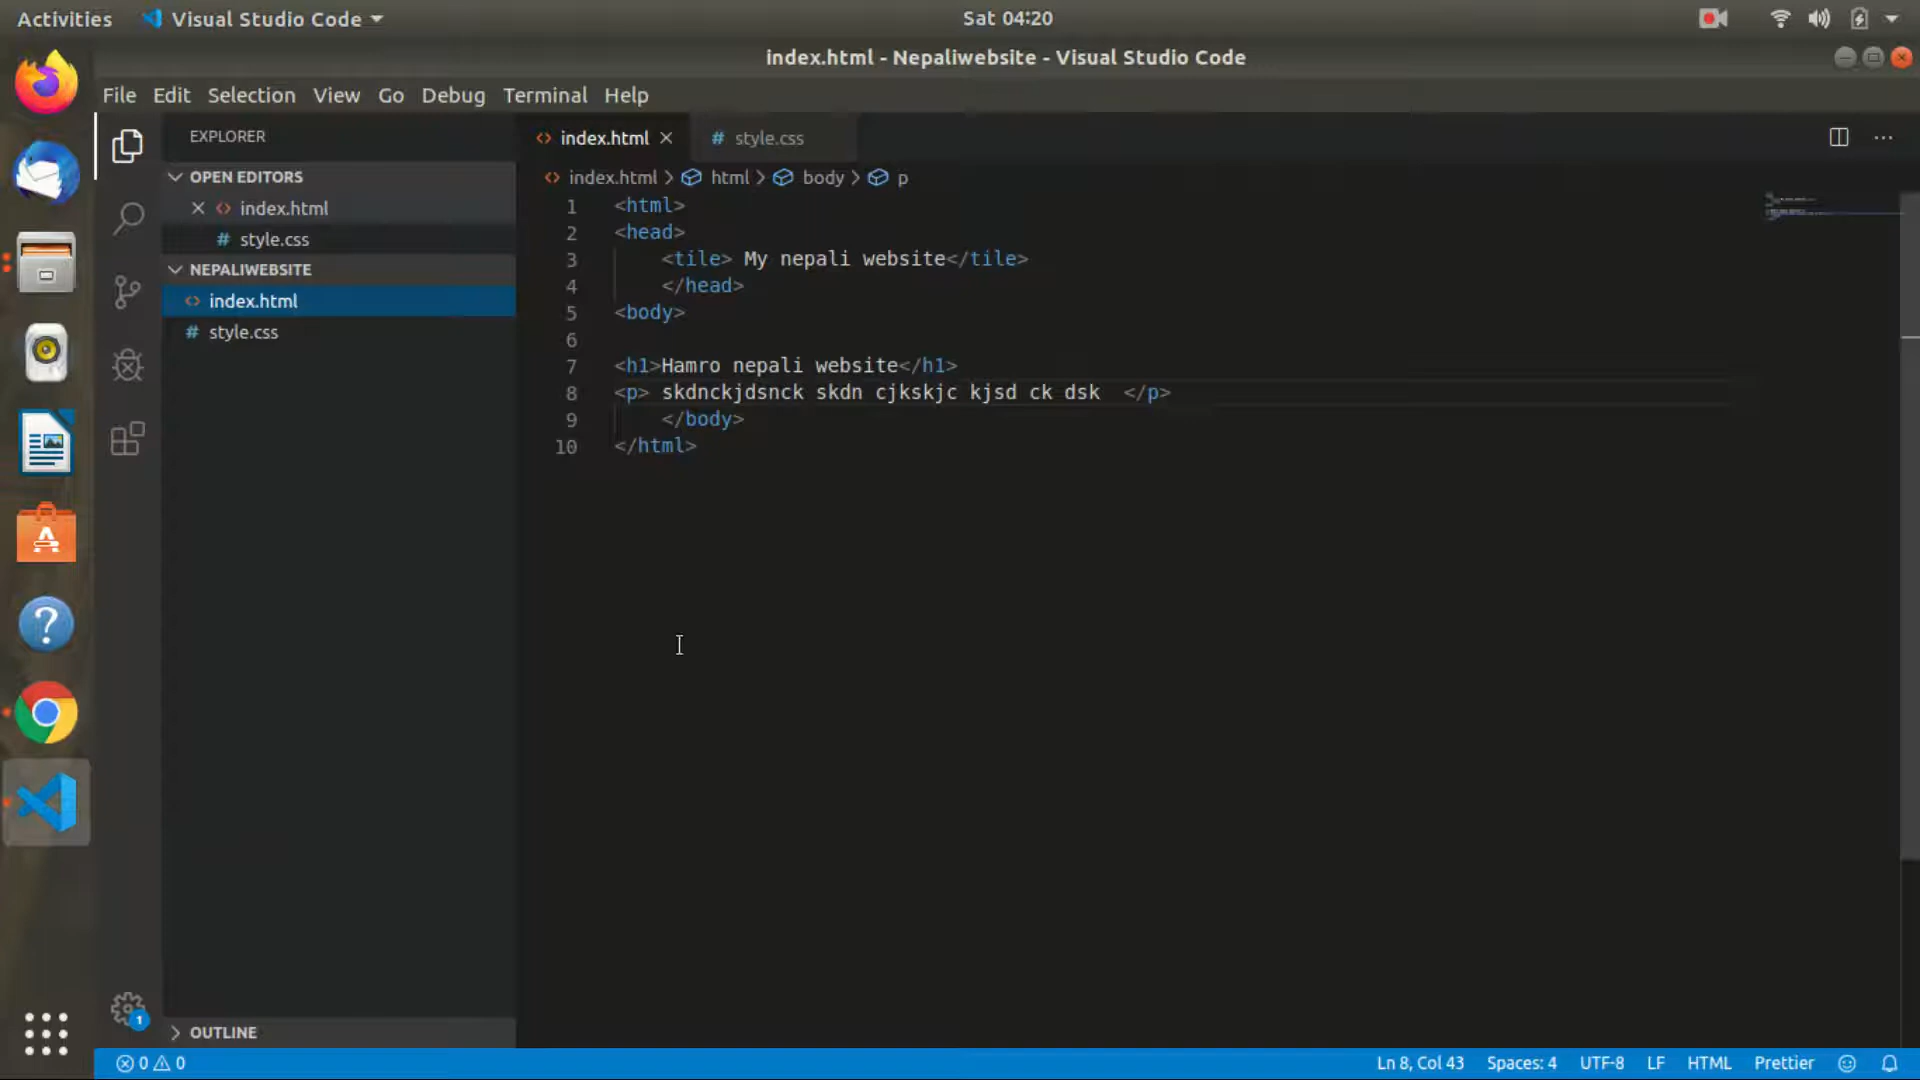 Activities Visual Studio Code Sat 04:20
index.html - Nepaliwebsite - Visual Studio Code
File Edit Selection View Go Debug Terminal Help
EXPLORER
OPEN EDITORS
index.html
# style.css
NEPALIWEBSITE
index.html
# style.css
OUTLINE
index.html # style.css
index.html > html > body > p
1 <html>
2 <head>
3 <tile> My nepali website</tile>
4 </head>
5 <body>
6
7 <h1>Hamro nepali website</h1>
8 <p> skdnckjdsnck skdn cjkskjc kjsd ck dsk </p>
9 </body>
10 </html>
1
0 0 Ln 8, Col 43 Spaces: 4 UTF-8 LF HTML Prettier